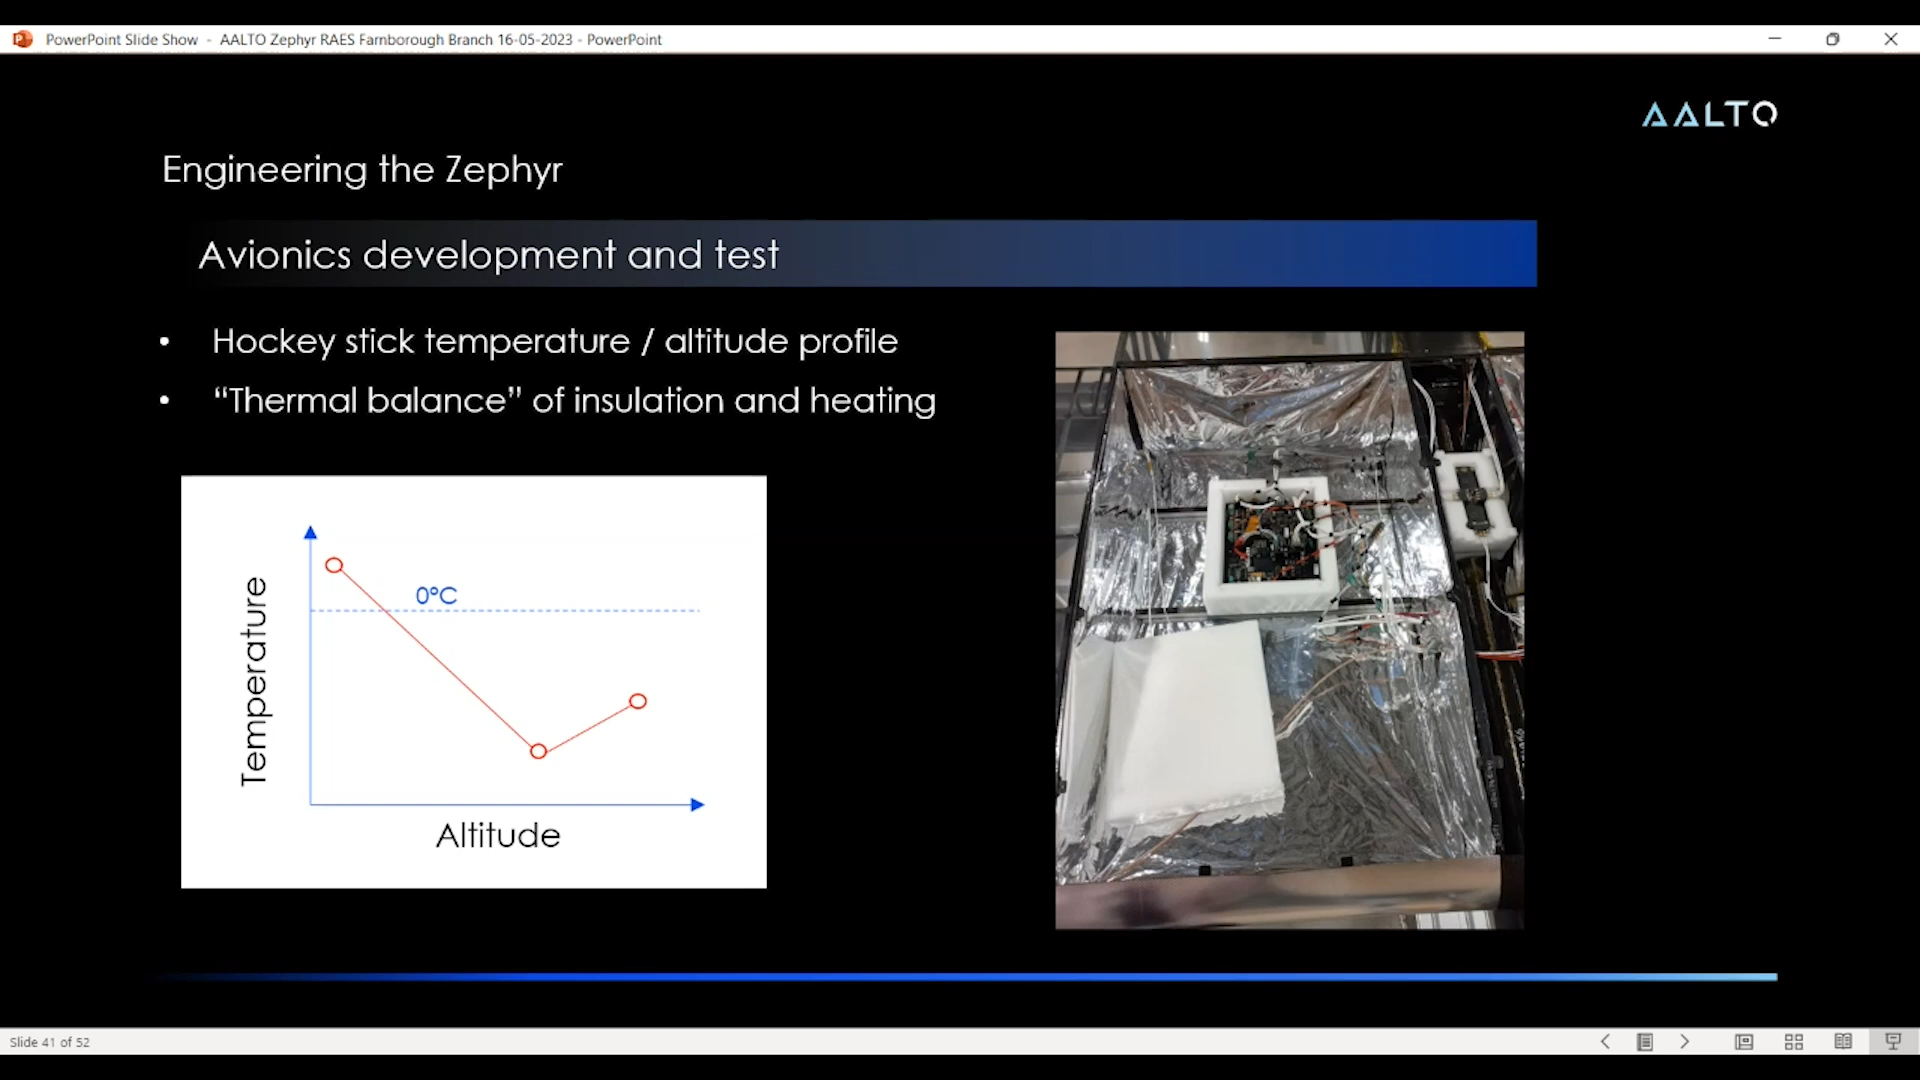 PowerPoint Slide Show - AALTO Zephyr RAES Farnborough Branch 16-05-2023 - PowerPoint
AALTO
Engineering the Zephyr
Avionics development and test
• Hockey stick temperature / altitude profile
• “Thermal balance” of insulation and heating
0°C
Temperature
Altitude
Slide 41 of 52